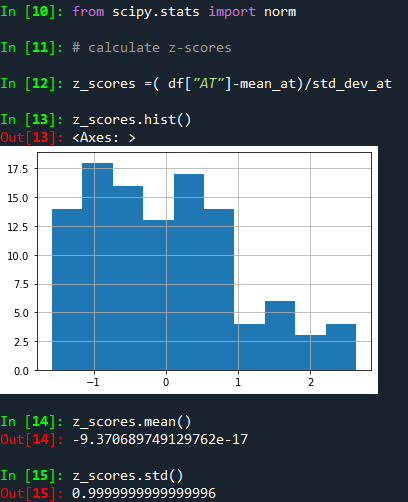 In [10]: from scipy.stats import norm
In [11]: # calculate z-scores
In [12]: z_scores =( df["AT"]-mean_at)/std_dev_at
In [13]: z_scores.hist()
Out[13]: <Axes: >
17.5
15.0
12.5
10.0
7.5
5.0
2.5
0.0
−1 0 1 2
In [14]: z_scores.mean()
Out[14]: -9.370689749129762e-17
In [15]: z_scores.std()
Out[15]: 0.9999999999999996